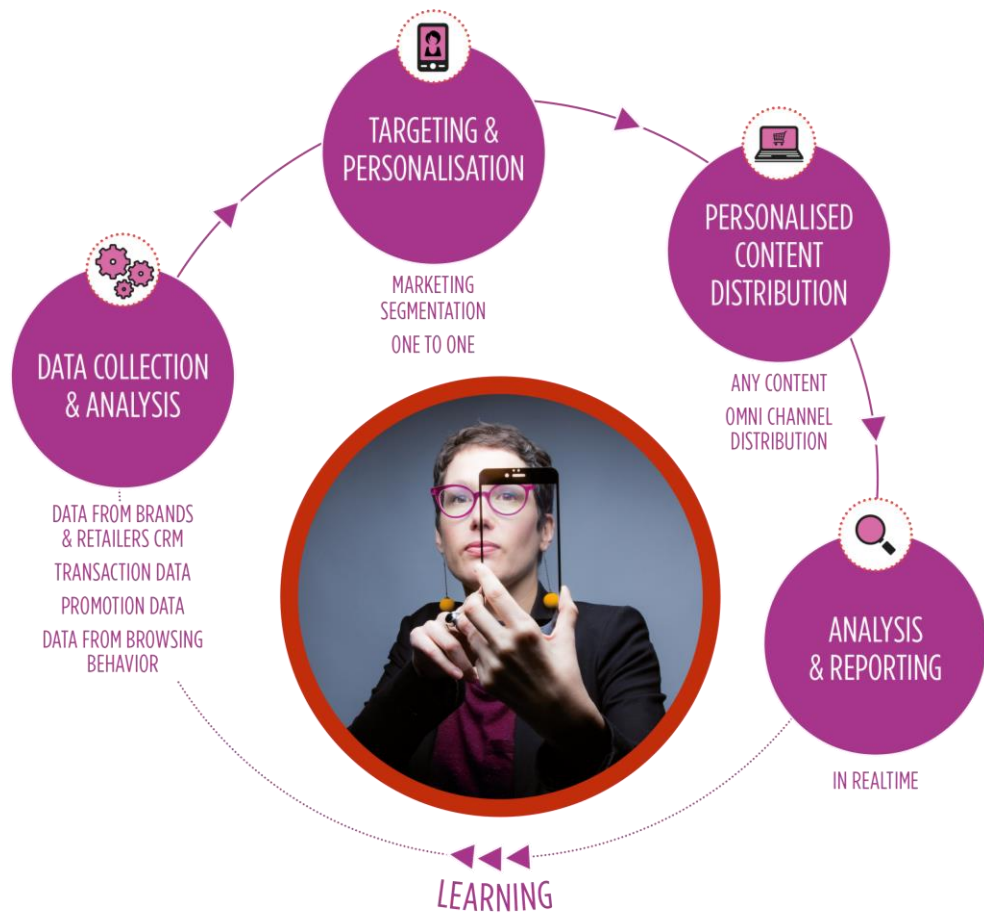 TARGETING &
PERSONALISATION
MARKETING
SEGMENTATION
ONE TO ONE
PERSONALISED
CONTENT
DISTRIBUTION
ANY CONTENT
OMNI CHANNEL
DISTRIBUTION
DATA COLLECTION
& ANALYSIS
DATA FROM BRANDS
& RETAILERS CRM
TRANSACTION DATA
PROMOTION DATA
DATA FROM BROWSING
BEHAVIOR
ANALYSIS
& REPORTING
IN REALTIME
LEARNING